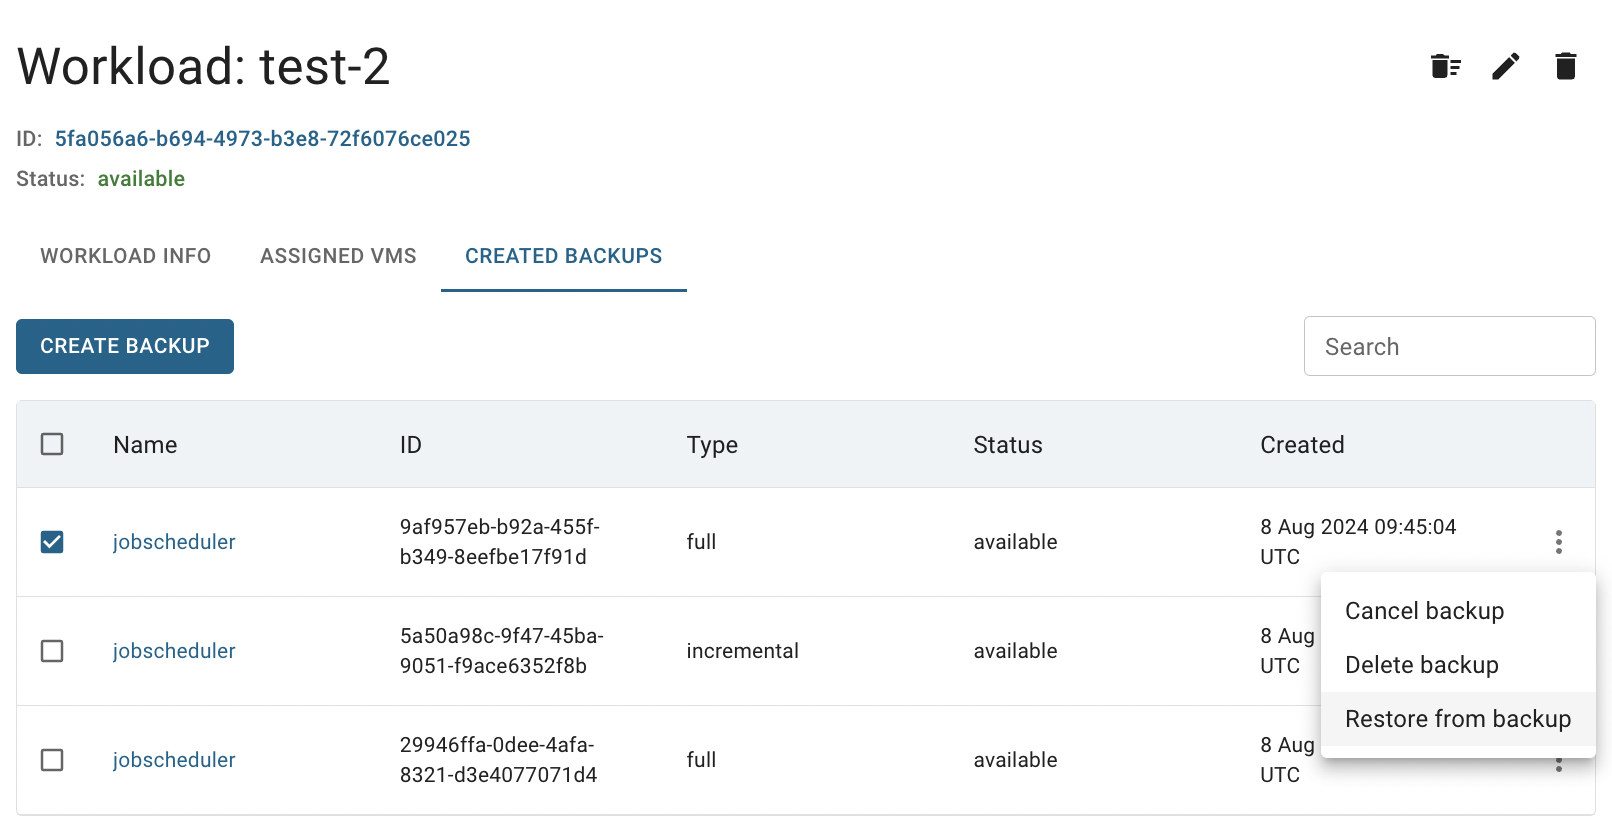 Workload: test-2
ID: 5fa056a6-b694-4973-b3e8-72f6076ce025
Status: available
WORKLOAD INFO ASSIGNED VMS CREATED BACKUPS
CREATE BACKUP
Search
Name ID Type Status Created
jobscheduler 9af957eb-b92a-455f- full available 8 Aug 2024 09:45:04
b349-8eefbe17f91d UTC
Cancel backup
jobscheduler 5a50a98c-9f47-45ba- incremental available 8 Aug
9051-f9ace6352f8b UTC
Delete backup
Restore from backup
jobscheduler 29946ffa-0dee-4afa- full available 8 Aug
8321-d3e4077071d4 UTC